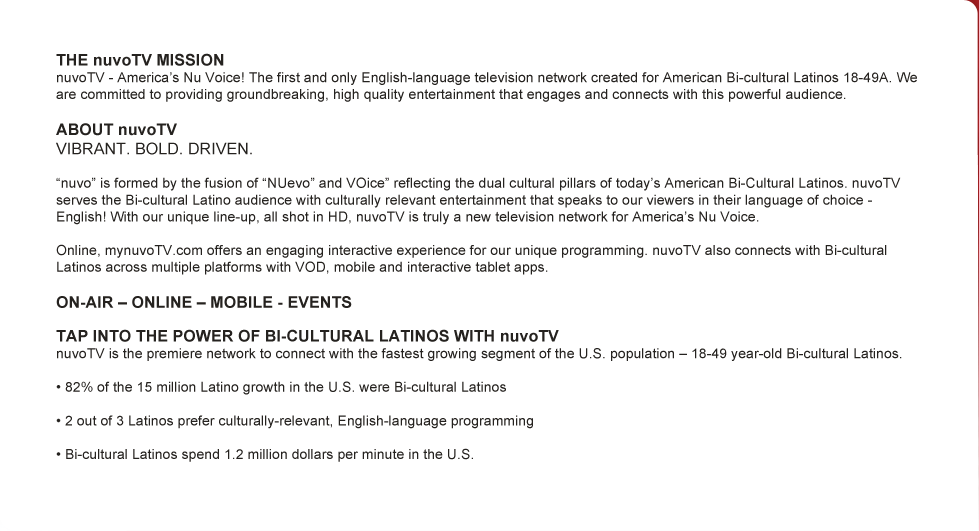 THE nuvoTV MISSION
nuvoTV - America's Nu Voice! The first and only English-language television network created for American Bi-cultural Latinos 18-49A. We
are committed to providing groundbreaking, high quality entertainment that engages and connects with this powerful audience.
ABOUT nuvoTV
VIBRANT. BOLD. DRIVEN.
“nuvo” is formed by the fusion of “NUevo” and VOice” reflecting the dual cultural pillars of today’s American Bi-Cultural Latinos. nuvoTV
serves the Bi-cultural Latino audience with culturally relevant entertainment that speaks to our viewers in their language of choice -
English! With our unique line-up, all shot in HD, nuvoTV is truly a new television network for America’s Nu Voice.
Online, mynuvoTV.com offers an engaging interactive experience for our unique programming. nuvoTV also connects with Bi-cultural
Latinos across multiple platforms with VOD, mobile and interactive tablet apps.
ON-AIR – ONLINE – MOBILE - EVENTS
TAP INTO THE POWER OF BI-CULTURAL LATINOS WITH nuvoTV
nuvoTV is the premiere network to connect with the fastest growing segment of the U.S. population – 18-49 year-old Bi-cultural Latinos.
• 82% of the 15 million Latino growth in the U.S. were Bi-cultural Latinos
• 2 out of 3 Latinos prefer culturally-relevant, English-language programming
• Bi-cultural Latinos spend 1.2 million dollars per minute in the U.S.